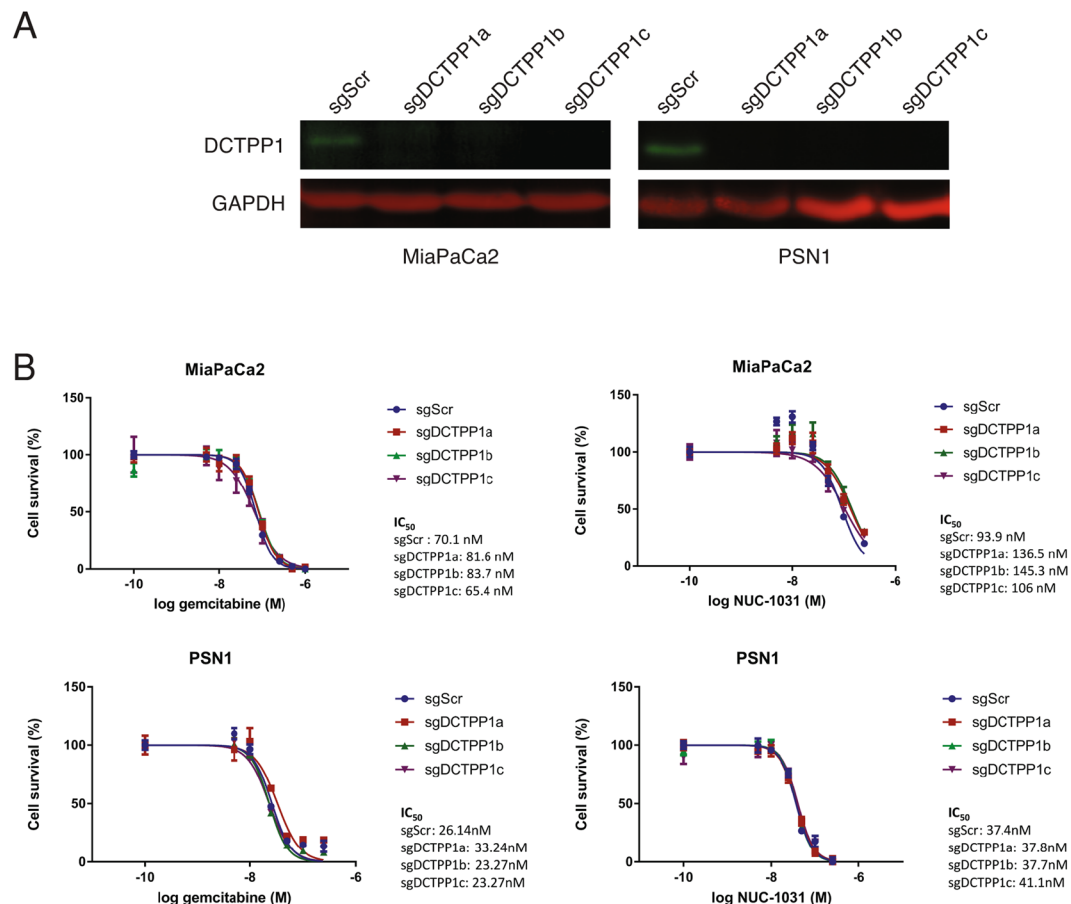 A
sgScr
sgDCTPP1a
sgDCTPP1b
sgDCTPP1c
sgScr
sgDCTPP1a
sgDCTPP1b
sgDCTPP1c
DCTPP1
GAPDH
MiaPaCa2
PSN1
B
MiaPaCa2
Cell survival (%)
150
100
50
0
-10
-8
-6
log gemcitabine (M)
sgScr
sgDCTPP1a
sgDCTPP1b
sgDCTPP1c
IC50
sgScr : 70.1 nM
sgDCTPP1a: 81.6 nM
sgDCTPP1b: 83.7 nM
sgDCTPP1c: 65.4 nM
MiaPaCa2
Cell survival (%)
150
100
50
0
-10
-8
-6
log NUC-1031 (M)
sgScr
sgDCTPP1a
sgDCTPP1b
sgDCTPP1c
IC50
sgScr: 93.9 nM
sgDCTPP1a: 136.5 nM
sgDCTPP1b: 145.3 nM
sgDCTPP1c: 106 nM
PSN1
Cell survival (%)
150
100
50
0
-10
-8
-6
log gemcitabine (M)
sgScr
sgDCTPP1a
sgDCTPP1b
sgDCTPP1c
IC50
sgScr: 26.14nM
sgDCTPP1a: 33.24nM
sgDCTPP1b: 23.27nM
sgDCTPP1c: 23.27nM
PSN1
Cell survival (%)
150
100
50
0
-10
-8
-6
log NUC-1031 (M)
sgScr
sgDCTPP1a
sgDCTPP1b
sgDCTPP1c
IC50
sgScr: 37.4nM
sgDCTPP1a: 37.8nM
sgDCTPP1b: 37.7nM
sgDCTPP1c: 41.1nM